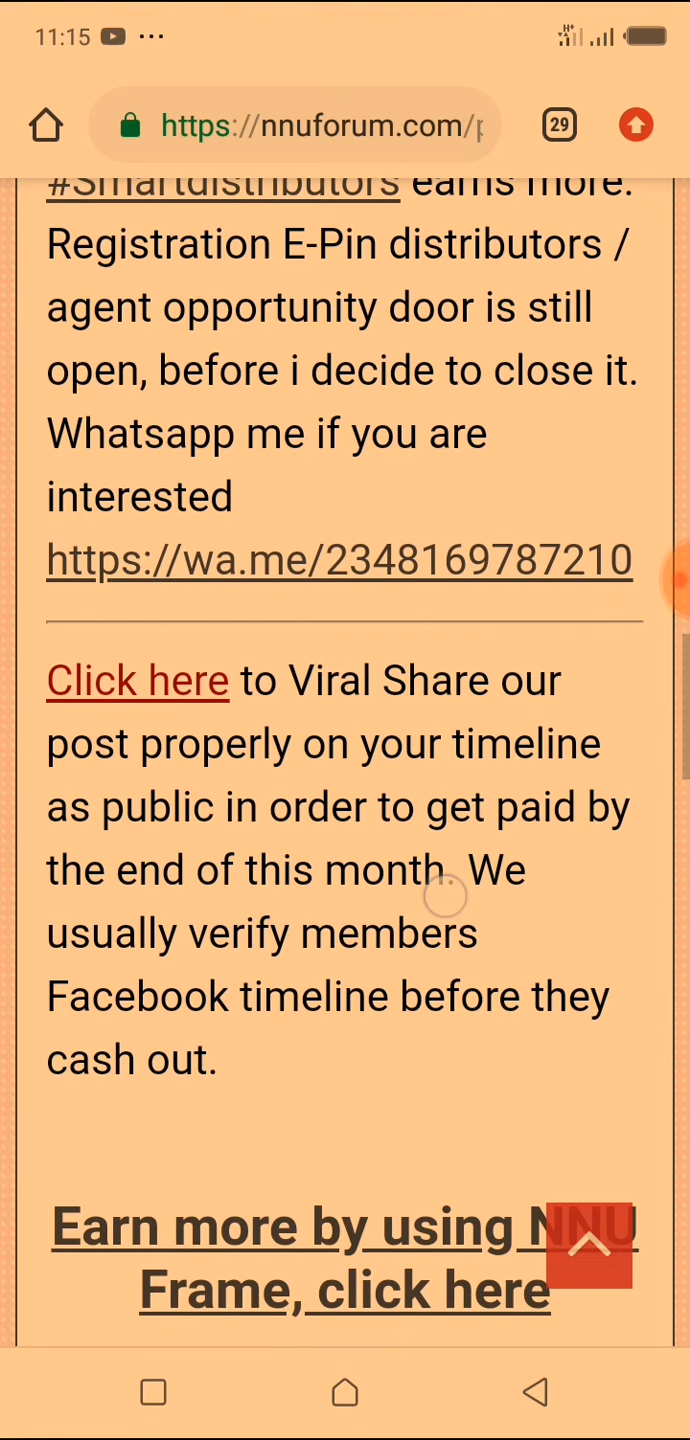 11:15
https://nnuforum.com/p
29
#Smartdistributors earns more.
Registration E-Pin distributors /
agent opportunity door is still
open, before i decide to close it.
Whatsapp me if you are
interested
https://wa.me/2348169787210
Click here to Viral Share our
post properly on your timeline
as public in order to get paid by
the end of this month. We
usually verify members
Facebook timeline before they
cash out.
Earn more by using NNU
Frame, click here